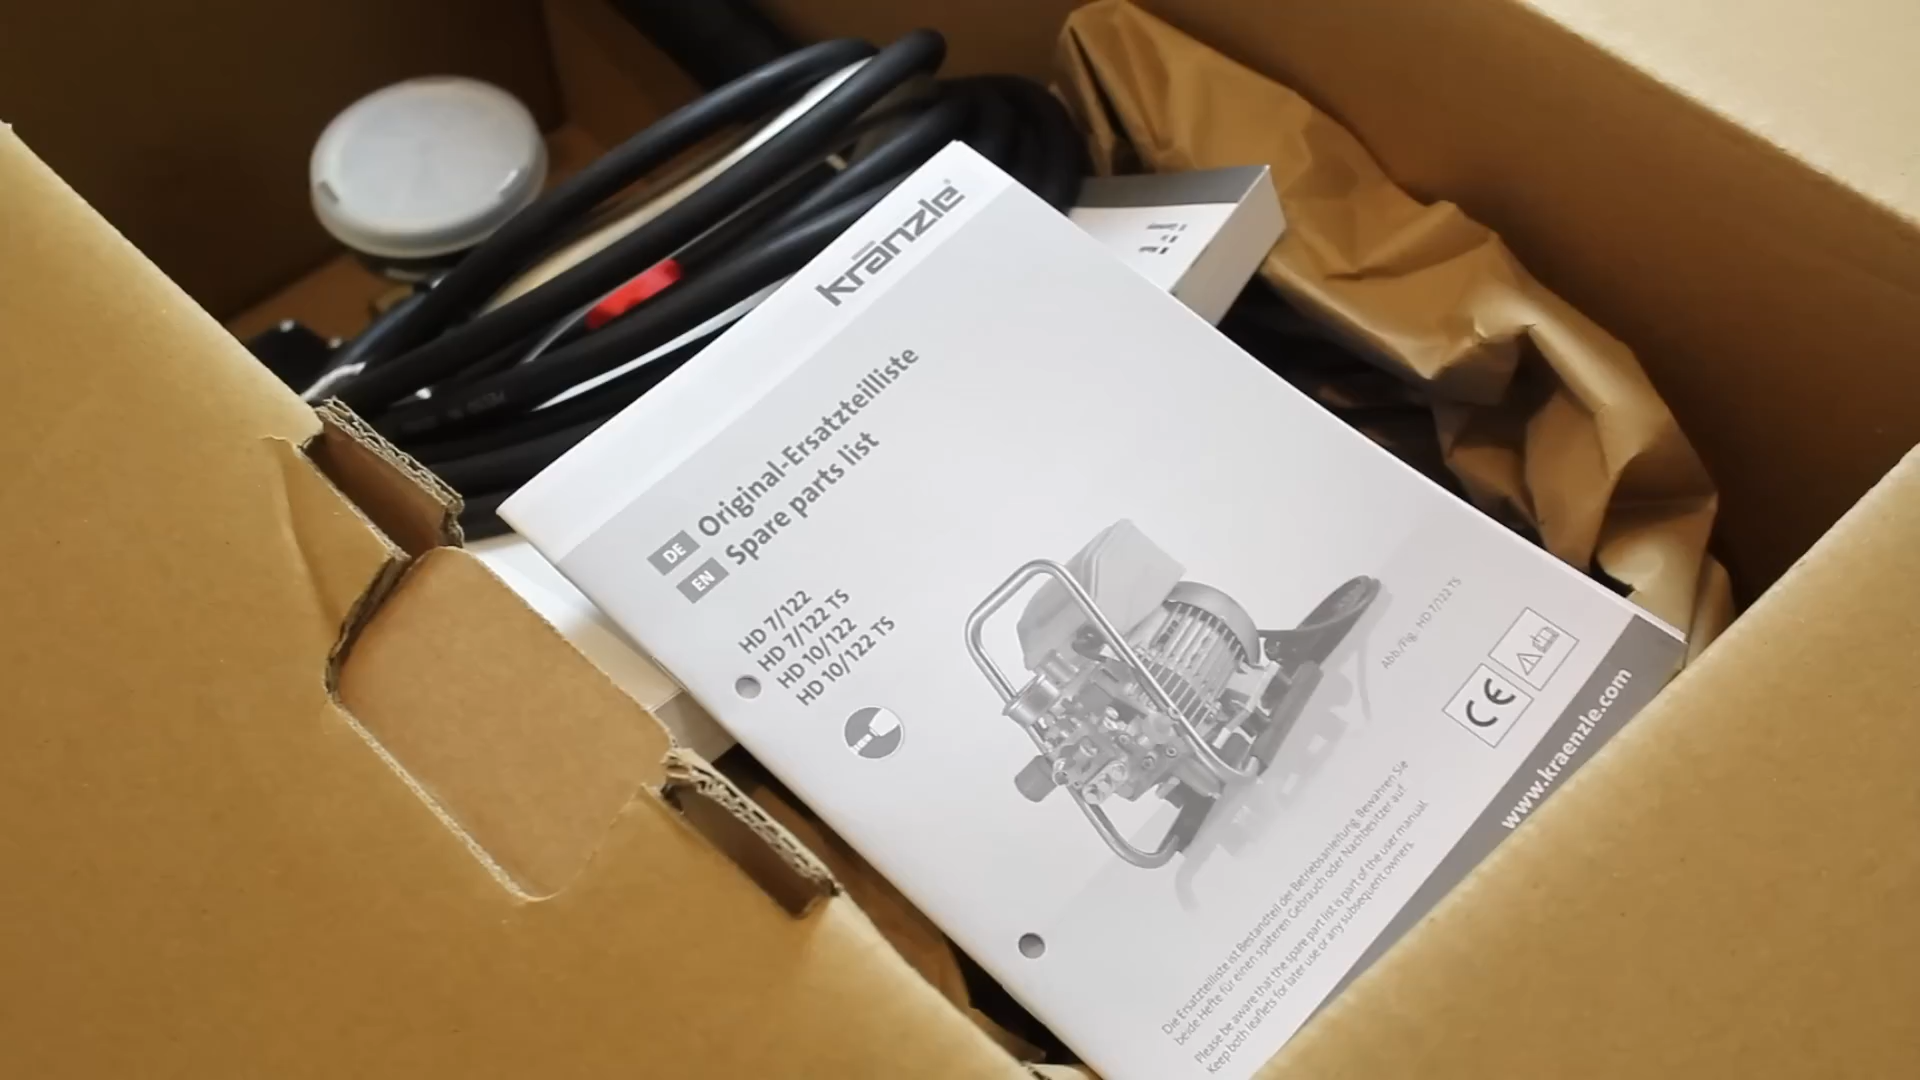 kränzle
DE Original-Ersatzteilliste
EN Spare parts list
HD 7/122
HD 7/122 TS
HD 10/122
HD 10/122 TS
Abb./Fig.: HD 7/122 TS
CE
www.kraenzle.com
Die Ersatzteilliste ist Bestandteil der Betriebsanleitung. Bewahren Sie
beide Hefte für einen späteren Gebrauch oder Nachbesitzer auf.
Please be aware that the spare part list is part of the user manual.
Keep both leaflets for later use or any subsequent owners.